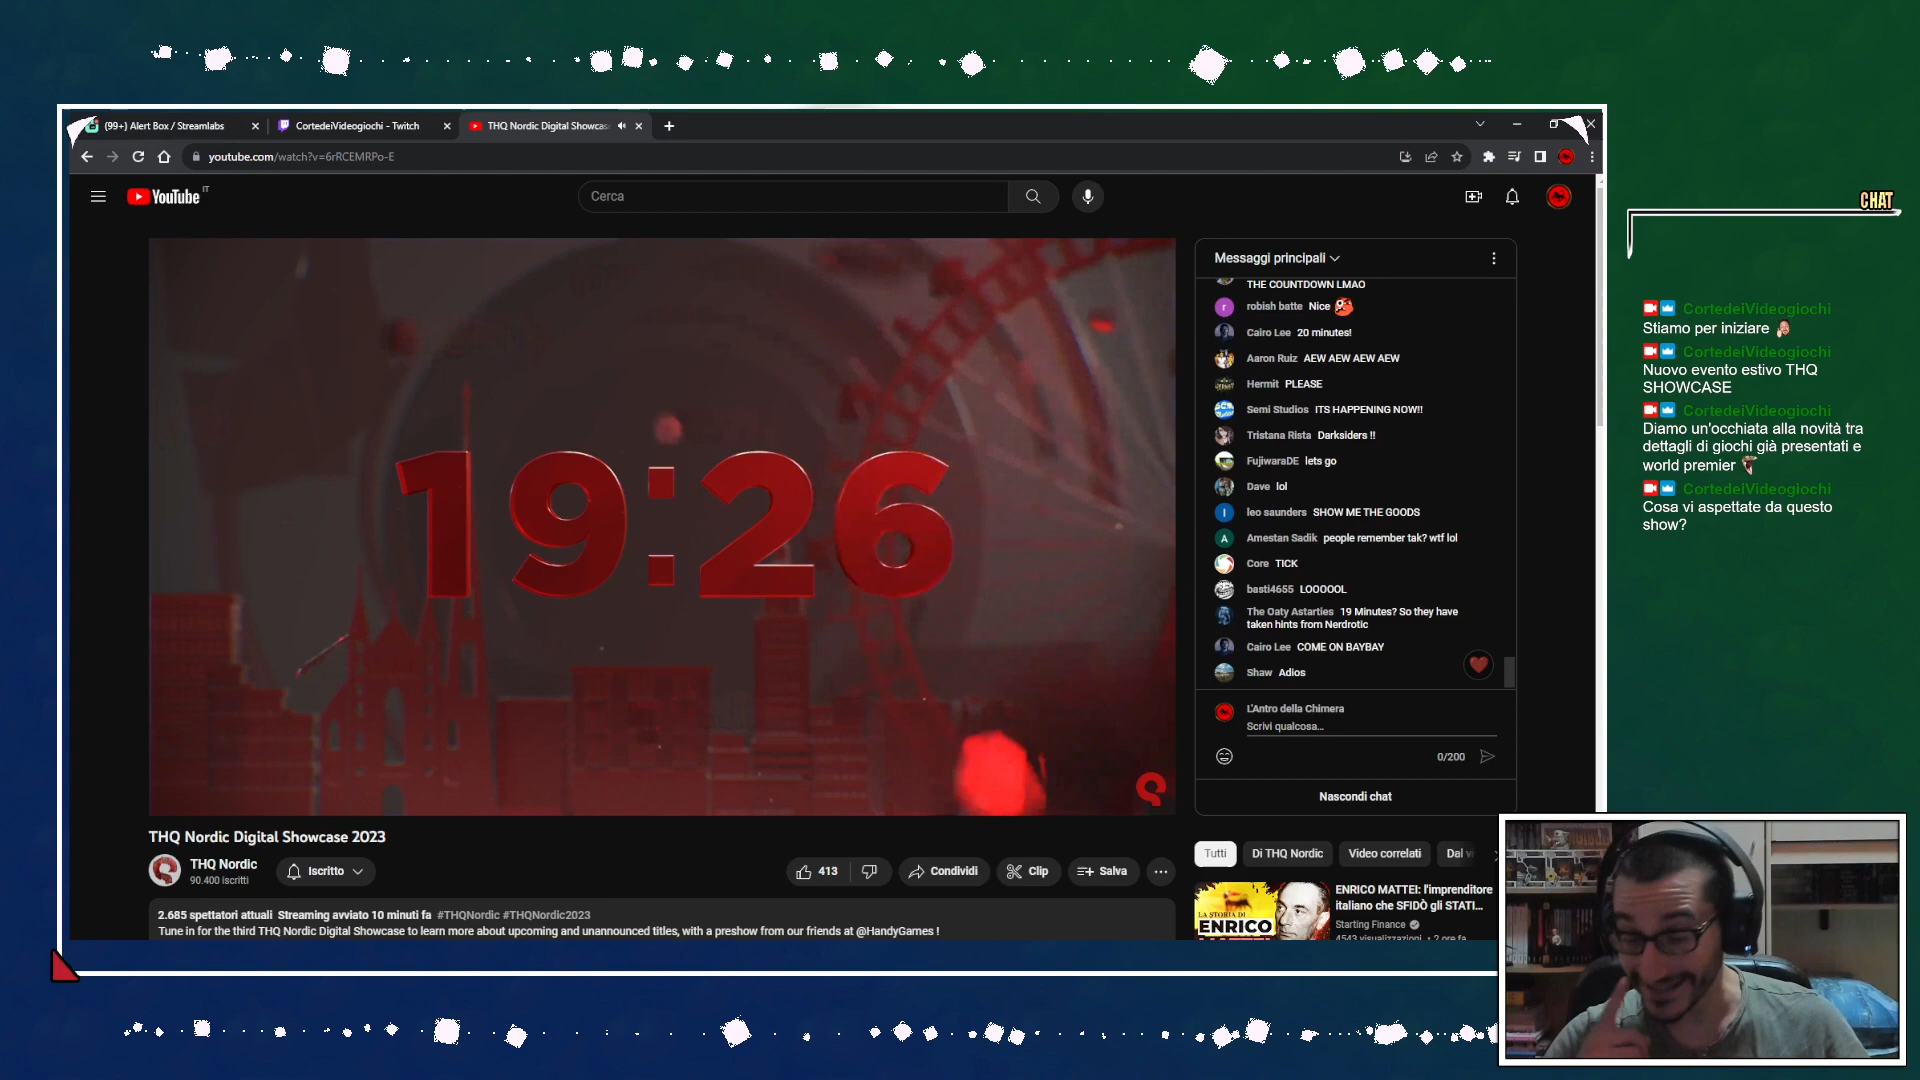 (99+) Alert Box / Streamlabs
CortedeiVideogiochi - Twitch
THQ Nordic Digital Showcas
youtube.com/watch?v=6rRCEMRPo-E
YouTube IT
Cerca
19:26
Messaggi principali
THE COUNTDOWN LMAO
robish batte Nice
Cairo Lee 20 minutes!
Aaron Ruiz AEW AEW AEW AEW
Hermit PLEASE
Semi Studios ITS HAPPENING NOW!!
Tristana Rista Darksiders !!
FujiwaraDE lets go
Dave lol
leo saunders SHOW ME THE GOODS
Amestan Sadik people remember tak? wtf lol
Core TICK
basti4655 LOOOOOL
The Oaty Astarties 19 Minutes? So they have
taken hints from Nerdrotic
Cairo Lee COME ON BAYBAY
Shaw Adios
L'Antro della Chimera
Scrivi qualcosa...
0/200
Nascondi chat
THQ Nordic Digital Showcase 2023
THQ Nordic
90.400 iscritti
Iscritto
413
Condividi
Clip
Salva
2.685 spettatori attuali Streaming avviato 10 minuti fa #THQNordic #THQNordic2023
Tune in for the third THQ Nordic Digital Showcase to learn more about upcoming and unannounced titles, with a preshow from our friends at @HandyGames !
Tutti
Di THQ Nordic
Video correlati
Dal
LA STORIA DI
ENRICO
MATTEI
ENRICO MATTEI: l'imprenditore
italiano che SFIDÒ gli STATI...
Starting Finance
4543 visualizzazioni • 2 ore fa
CHAT
CortedeiVideogiochi
Stiamo per iniziare
CortedeiVideogiochi
Nuovo evento estivo THQ
SHOWCASE
CortedeiVideogiochi
Diamo un'occhiata alla novità tra
dettagli di giochi già presentati e
world premier
CortedeiVideogiochi
Cosa vi aspettate da questo
show?